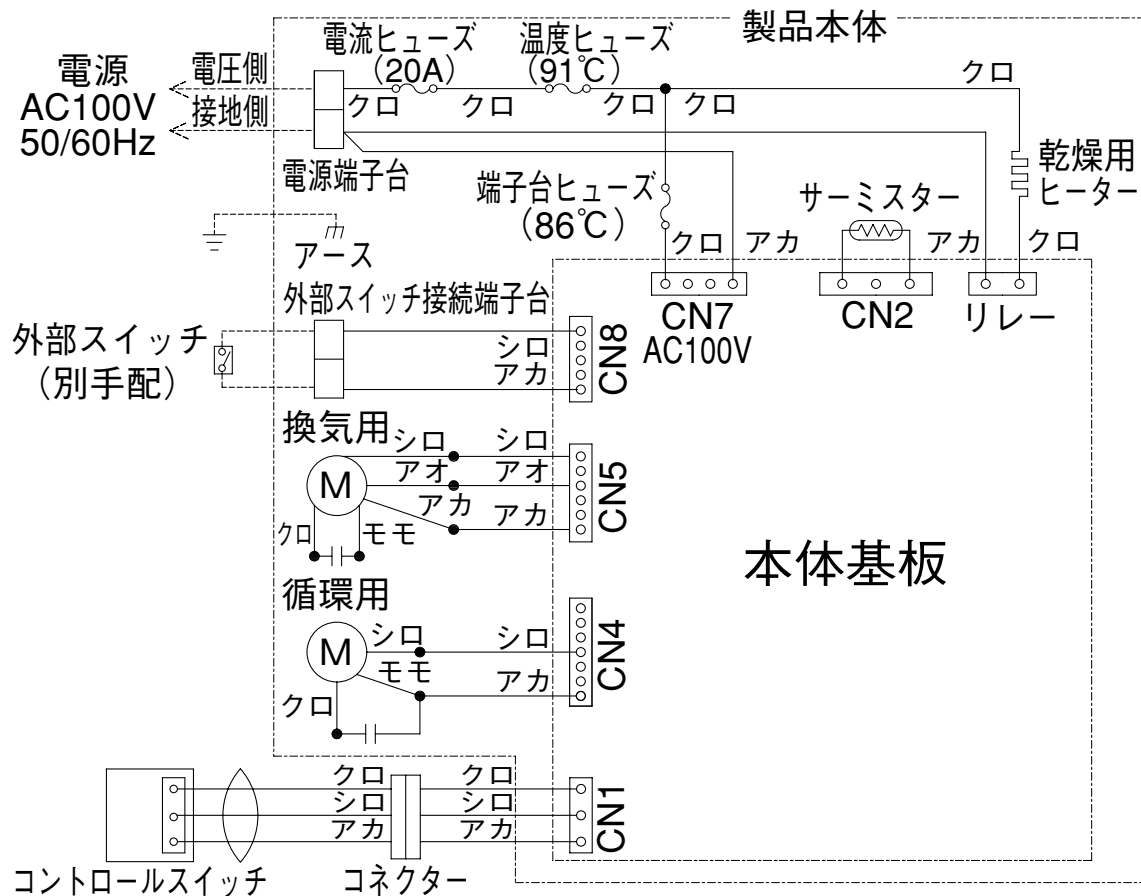 製品本体
電流ヒューズ
(20A)
温度ヒューズ
(91℃)
電源
AC100V
50/60Hz
電圧側
接地側
クロ
クロ
クロ
クロ
クロ
電源端子台
端子台ヒューズ
(86℃)
サーミスター
乾燥用
ヒーター
クロ
アカ
アカ
クロ
アース
CN7
AC100V
CN2
リレー
外部スイッチ接続端子台
外部スイッチ
(別手配)
シロ
アカ
CN8
換気用
M
シロ
シロ
アオ
アオ
アカ
アカ
クロ
モモ
CN5
本体基板
循環用
M
シロ
シロ
モモ
アカ
クロ
CN4
クロ
クロ
シロ
シロ
アカ
アカ
CN1
コントロールスイッチ
コネクター